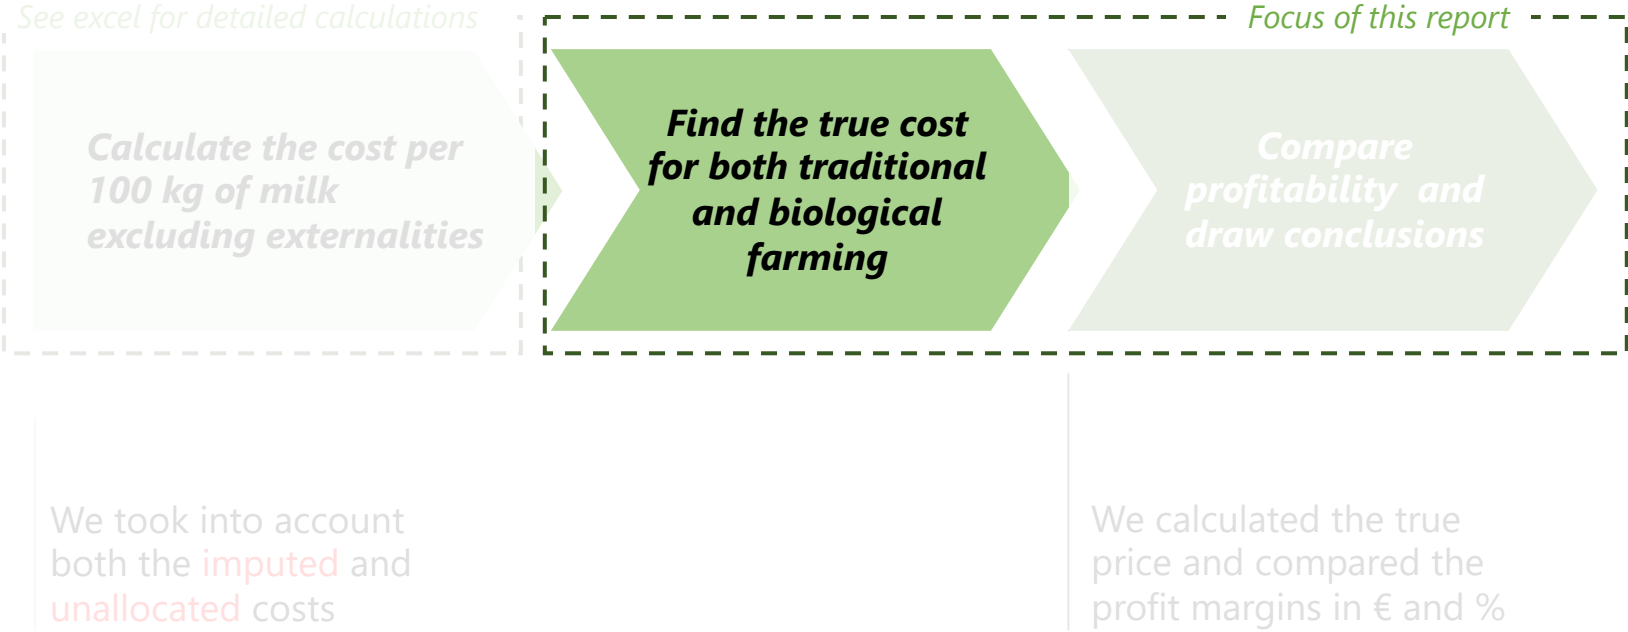 See excel for detailed calculations
Focus of this report
Calculate the cost per
100 kg of milk
excluding externalities
Find the true cost
for both traditional
and biological
farming
Compare
profitability and
draw conclusions
We took into account
both the imputed and
unallocated costs
We calculated the true
price and compared the
profit margins in € and %